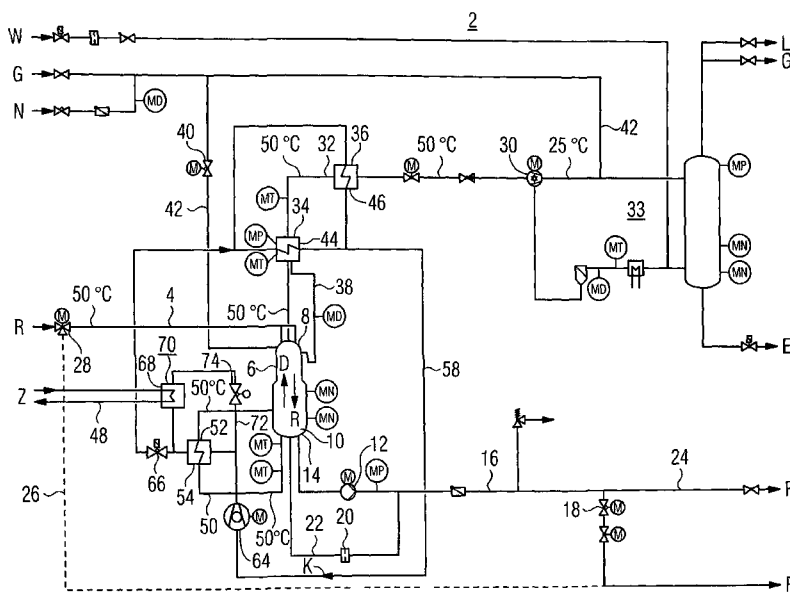 2
W
L
G
G
N
MD
40
M
42
50 °C
32
36
M
50 °C
30
M
25 °C
42
MP
MT
34
46
33
MP
MT
44
MT
MN
MN
MD
M
38
50 °C
4
50 °C
8
MD
R
M
28
E
70
74
6
D
58
68
50°C
MN
Z
48
72
R
MN
52
10
12
MT
14
M
MP
66
54
MT
16
24
26
50
50°C
20
18
M
M
64
22
K